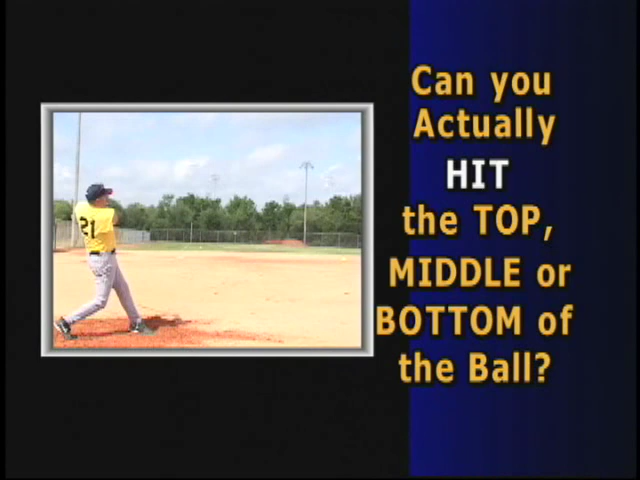 Can you
Actually
HIT
the TOP,
MIDDLE or
BOTTOM of
the Ball?
21